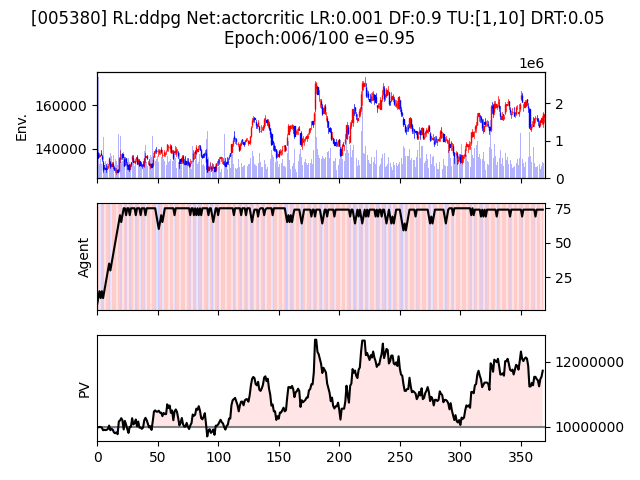 [005380] RL:ddpg Net:actorcritic LR:0.001 DF:0.9 TU:[1,10] DRT:0.05
Epoch:006/100 e=0.95
1e6
Env.
160000
140000
2
1
0
Agent
75
50
25
PV
12000000
10000000
0 50 100 150 200 250 300 350